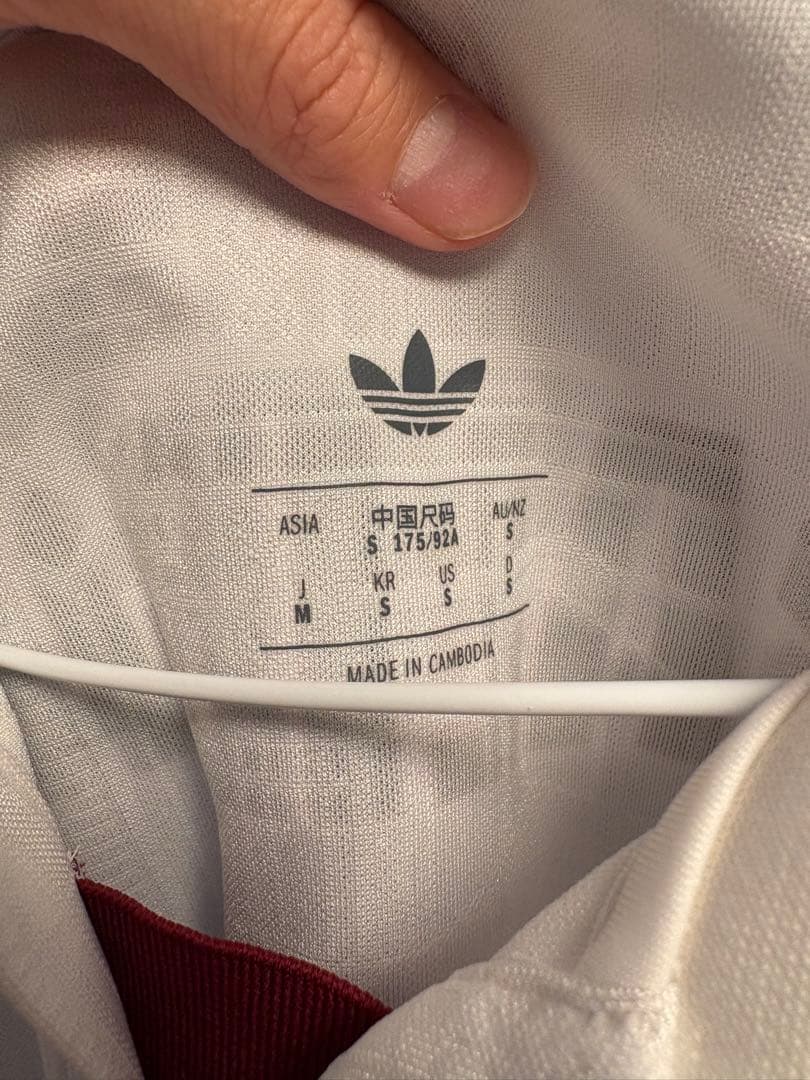 ASIA 中国尺码 AU/NZ
S 175/92A S
J KR US D
M S S S
MADE IN CAMBODIA